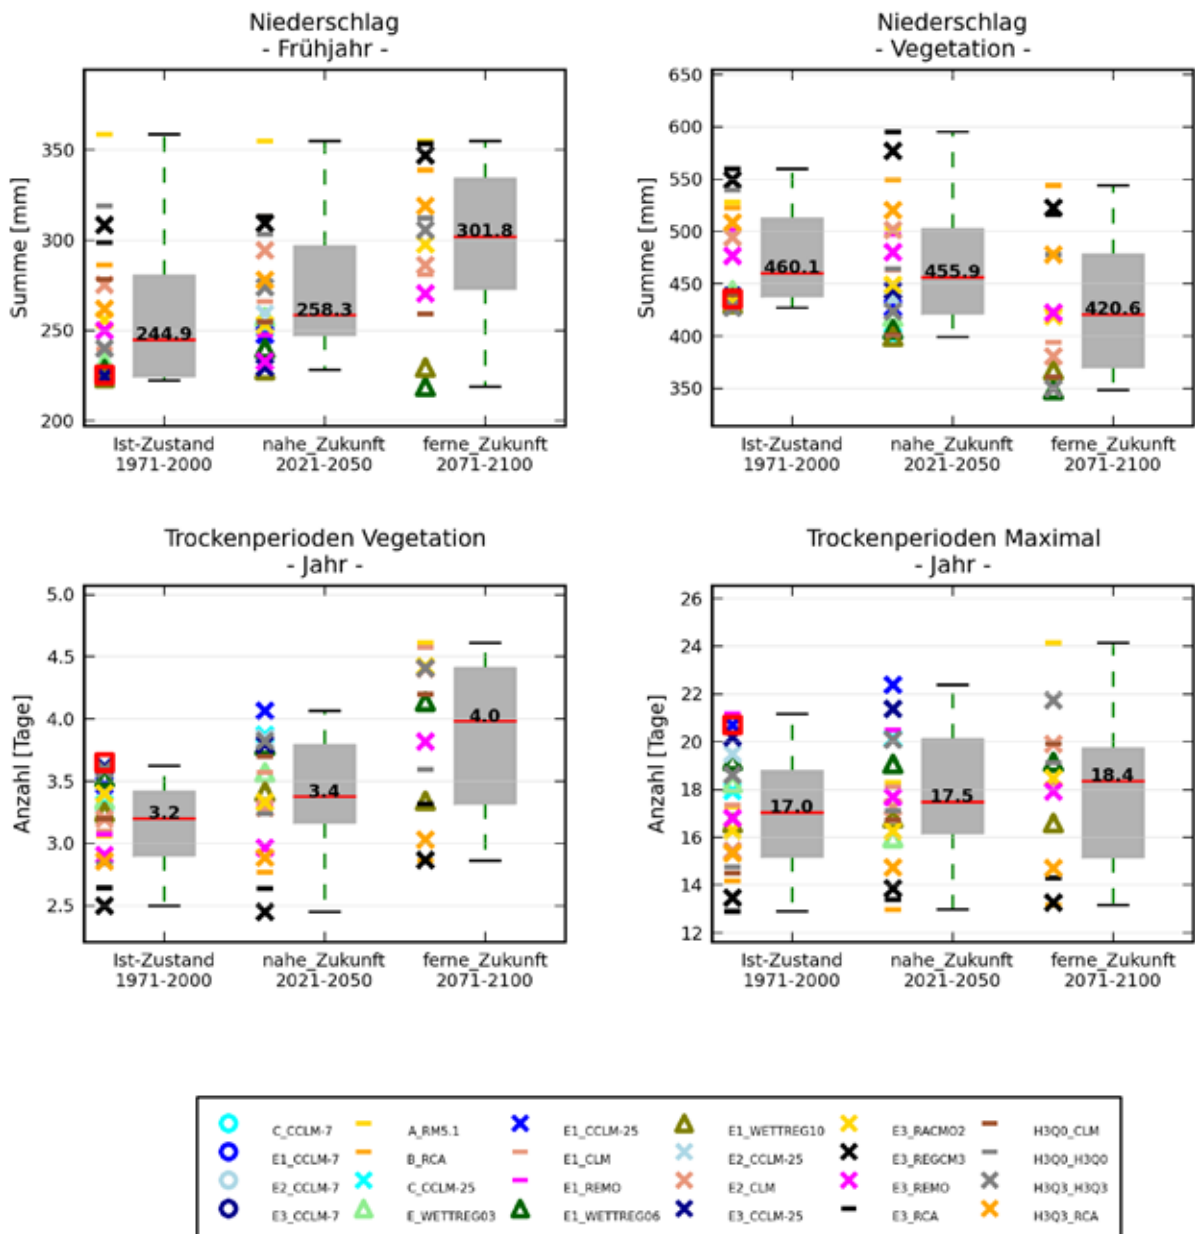 Niederschlag
- Frühjahr -
Summe [mm]
350
300
250
200
244.9
258.3
301.8
Ist-Zustand
1971-2000
nahe_Zukunft
2021-2050
ferne_Zukunft
2071-2100
Niederschlag
- Vegetation -
Summe [mm]
650
600
550
500
450
400
350
460.1
455.9
420.6
Ist-Zustand
1971-2000
nahe_Zukunft
2021-2050
ferne_Zukunft
2071-2100
Trockenperioden Vegetation
- Jahr -
Anzahl [Tage]
5.0
4.5
4.0
3.5
3.0
2.5
3.2
3.4
4.0
Ist-Zustand
1971-2000
nahe_Zukunft
2021-2050
ferne_Zukunft
2071-2100
Trockenperioden Maximal
- Jahr -
Anzahl [Tage]
26
24
22
20
18
16
14
12
17.0
17.5
18.4
Ist-Zustand
1971-2000
nahe_Zukunft
2021-2050
ferne_Zukunft
2071-2100
C_CCLM-7 A_RM5.1 E1_CCLM-25 E1_WETTREG10 E3_RACMO2 H3Q0_CLM
E1_CCLM-7 B_RCA E1_CLM E2_CCLM-25 E3_REGCM3 H3Q0_H3Q0
E2_CCLM-7 C_CCLM-25 E1_REMO E2_CLM E3_REMO H3Q3_H3Q3
E3_CCLM-7 E_WETTREG03 E1_WETTREG06 E3_CCLM-25 E3_RCA H3Q3_RCA